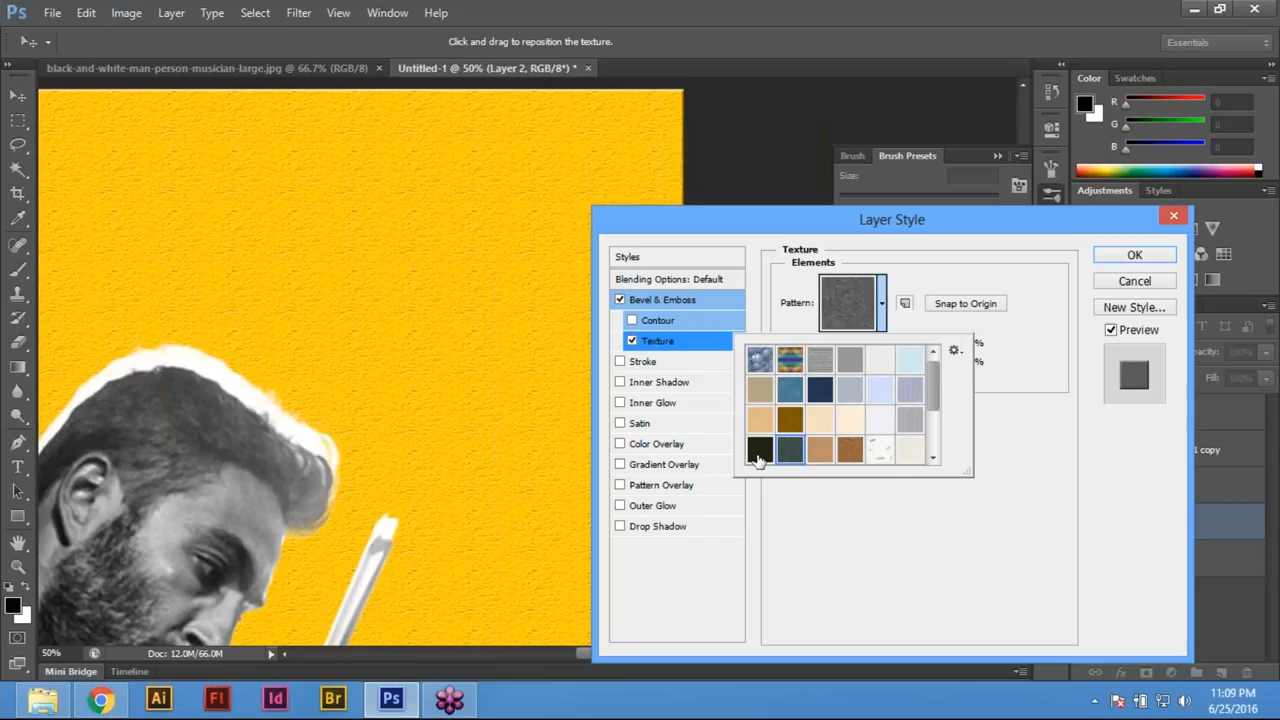 Ps File Edit Image Layer Type Select Filter View Window Help
Click and drag to reposition the texture.
Essentials
black-and-white-man-person-musician-large.jpg @ 66.7% (RGB/8) × Untitled-1 @ 50% (Layer 2, RGB/8*) * ×
Color Swatches
R 0
G 0
B 0
Brush Brush Presets
Size:
Adjustments Styles
Layer Style
Styles
Blending Options: Default
Bevel & Emboss
Contour
Texture
Stroke
Inner Shadow
Inner Glow
Satin
Color Overlay
Gradient Overlay
Pattern Overlay
Outer Glow
Drop Shadow
Texture
Elements
Pattern:
Snap to Origin
%
%
OK
Cancel
New Style...
Preview
Opacity:
Fill:
1 copy
50% Doc: 12.0M/66.0M
Mini Bridge Timeline
Ai Fl Id Br Ps
11:09 PM
6/25/2016